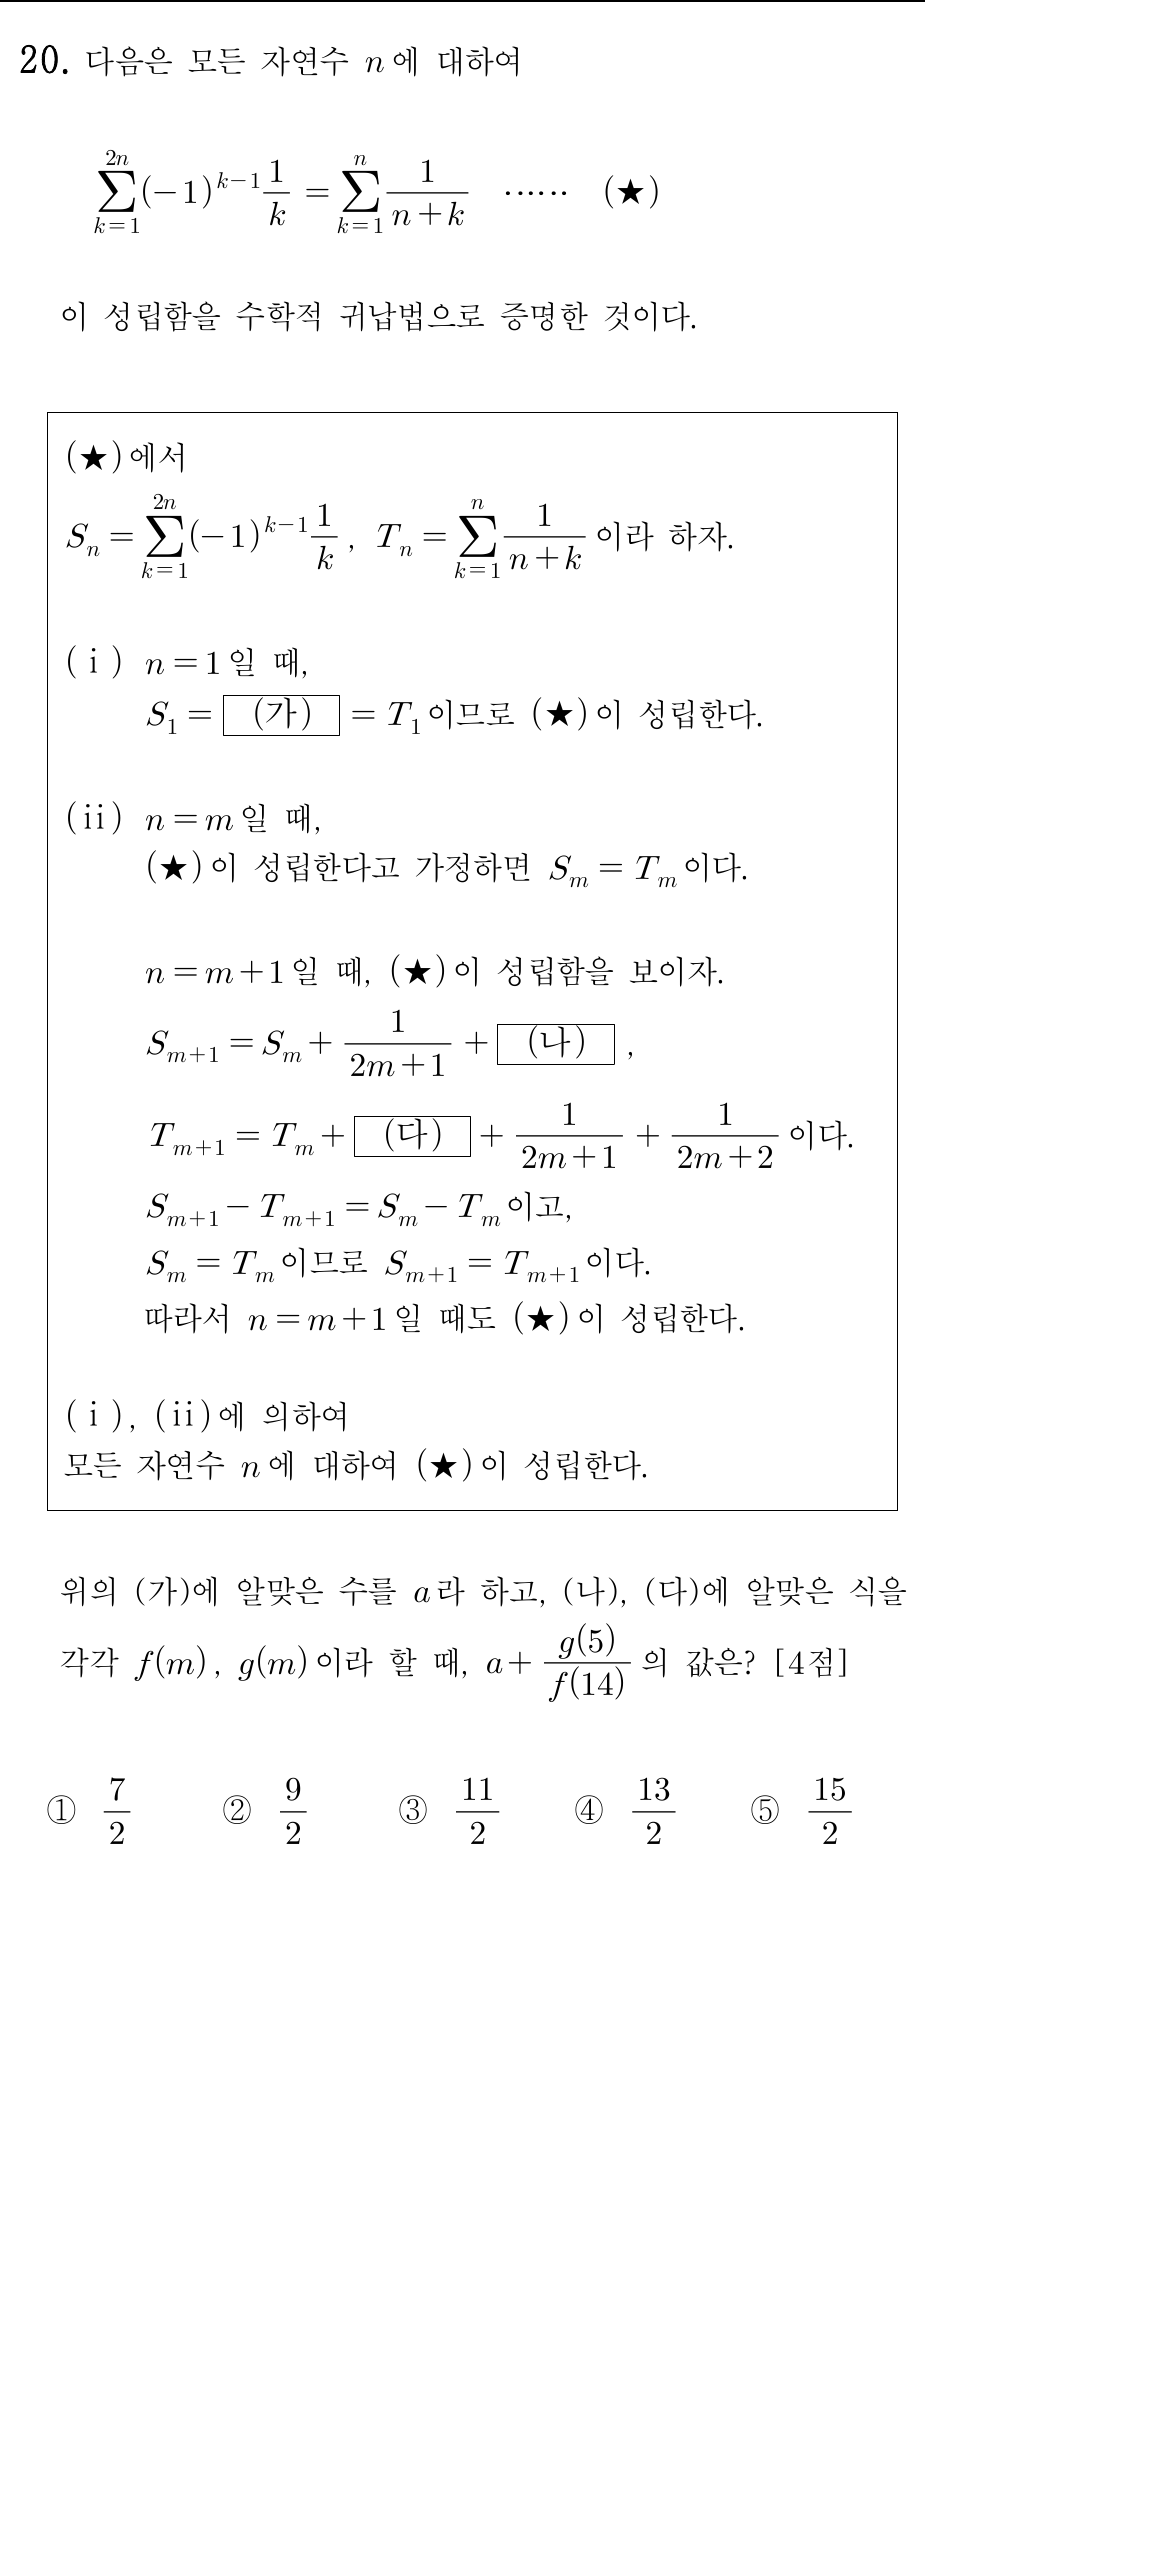 20. 다음은 모든 자연수 n에 대하여
$\sum_{k=1}^{2n}(-1)^{k-1}\frac{1}{k}=\sum_{k=1}^{n}\frac{1}{n+k}$ ······ (★)
이 성립함을 수학적 귀납법으로 증명한 것이다.
(★)에서
$S_n=\sum_{k=1}^{2n}(-1)^{k-1}\frac{1}{k}$, $T_n=\sum_{k=1}^{n}\frac{1}{n+k}$ 이라 하자.
(ⅰ) n=1일 때,
$S_1=$ (가) $=T_1$이므로 (★)이 성립한다.
(ⅱ) n=m일 때,
(★)이 성립한다고 가정하면 $S_m=T_m$이다.
n=m+1일 때, (★)이 성립함을 보이자.
$S_{m+1}=S_m+\frac{1}{2m+1}+$ (나) ,
$T_{m+1}=T_m+$ (다) $+\frac{1}{2m+1}+\frac{1}{2m+2}$ 이다.
$S_{m+1}-T_{m+1}=S_m-T_m$이고,
$S_m=T_m$이므로 $S_{m+1}=T_{m+1}$이다.
따라서 n=m+1일 때도 (★)이 성립한다.
(ⅰ), (ⅱ)에 의하여
모든 자연수 n에 대하여 (★)이 성립한다.
위의 (가)에 알맞은 수를 a라 하고, (나), (다)에 알맞은 식을
각각 f(m), g(m)이라 할 때, $a+\frac{g(5)}{f(14)}$의 값은? [4점]
① $\frac{7}{2}$ ② $\frac{9}{2}$ ③ $\frac{11}{2}$ ④ $\frac{13}{2}$ ⑤ $\frac{15}{2}$